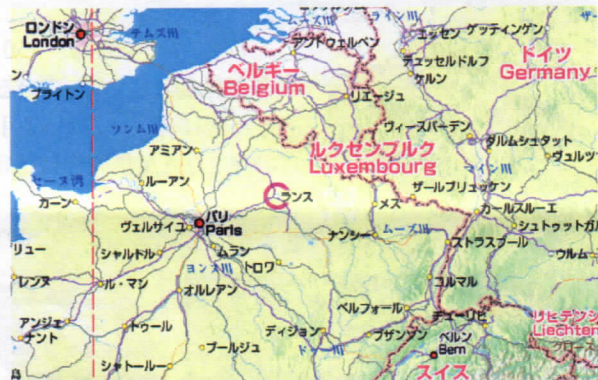 ロンドン
London
テムズ川
ブライトン
ムーズ川
アントウェルペン
ライン川
エッセン
ゲッティンゲン
デュッセルドルフ
ケルン
ドイツ
Germany
ベルギー
Belgium
リエージュ
ソンム川
アミアン
ヴィースバーデン
ダルムシュタット
ルクセンブルク
Luxembourg
マイン川
ヴュルツ
セーヌ湾
ルーアン
カーン
ランス
メス
ザールブリュッケン
パリ
Paris
ヴェルサイユ
カールスルーエ
シュトゥットガル
ナンシー
ムーズ川
ストラスブール
リュー
シャルトル
ムラン
トロワ
ウルム
ヨンヌ川
レンヌ
ル・マン
オルレアン
コルマル
ベルフォール
チューリヒ
リヒテンシ
Liechten
アンジェ
トゥール
ディジョン
ブザンソン
ベルン
Bern
ナント
ブールジュ
ドゥー川
シャトールー
スイス
島